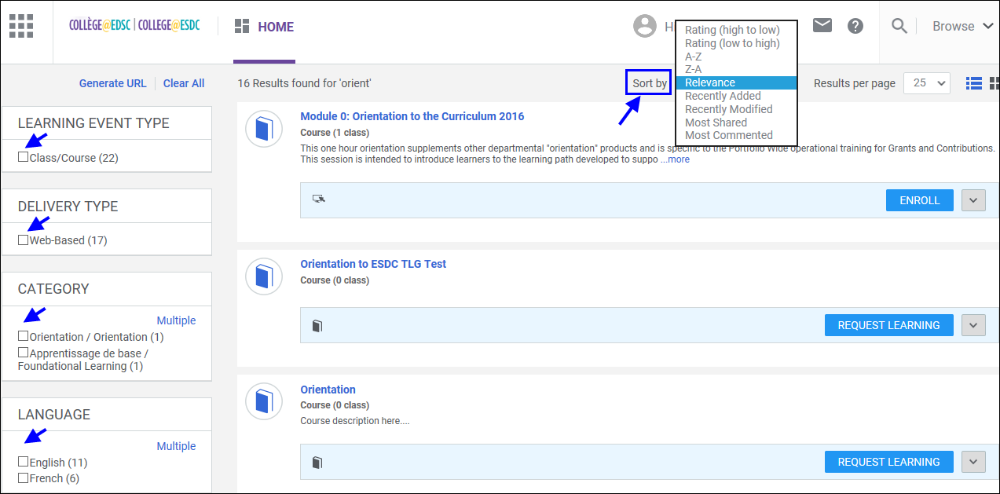 COLLÈGE@EDSC | COLLEGE@ESDC
HOME
H
Browse
Rating (high to low)
Rating (low to high)
A-Z
Z-A
Relevance
Recently Added
Recently Modified
Most Shared
Most Commented
Generate URL
Clear All
16 Results found for 'orient'
Sort by
Results per page
25
LEARNING EVENT TYPE
Class/Course (22)
DELIVERY TYPE
Web-Based (17)
CATEGORY
Multiple
Orientation / Orientation (1)
Apprentissage de base /
Foundational Learning (1)
LANGUAGE
Multiple
English (11)
French (6)
Module 0: Orientation to the Curriculum 2016
Course (1 class)
This one hour orientation supplements other departmental "orientation" products and is specific to the Portfolio Wide operational training for Grants and Contributions.
This session is intended to introduce learners to the learning path developed to suppo ...more
ENROLL
Orientation to ESDC TLG Test
Course (0 class)
REQUEST LEARNING
Orientation
Course (0 class)
Course description here....
REQUEST LEARNING